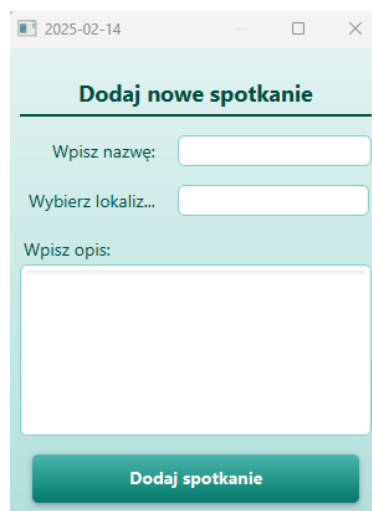 2025-02-14
Dodaj nowe spotkanie
Wpisz nazwę:
Wybierz lokaliz...
Wpisz opis:
Dodaj spotkanie